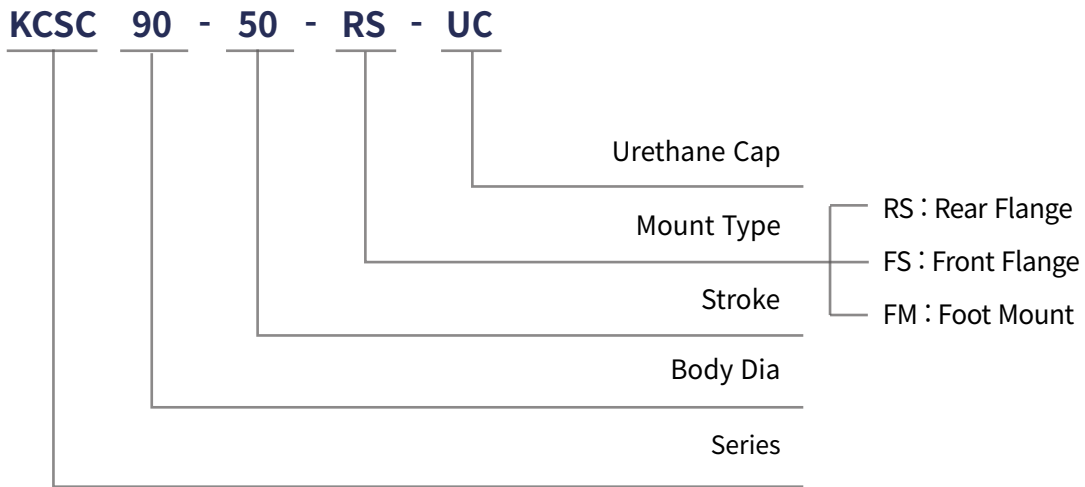 KCSC 90 - 50 - RS - UC
Urethane Cap
RS : Rear Flange
Mount Type
FS : Front Flange
Stroke
FM : Foot Mount
Body Dia
Series